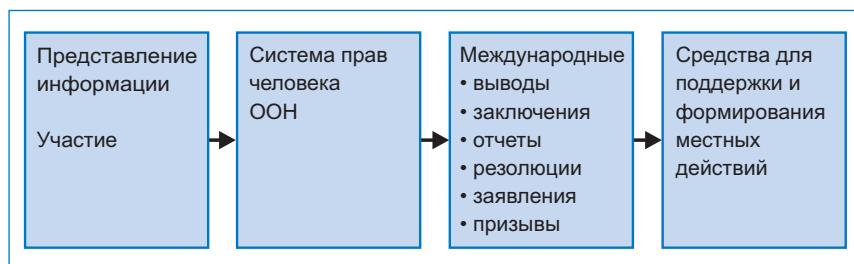 Представление
информации
Участие
Система прав
человека
ООН
Международные
• выводы
• заключения
• отчеты
• резолюции
• заявления
• призывы
Средства для
поддержки и
формирования
местных
действий